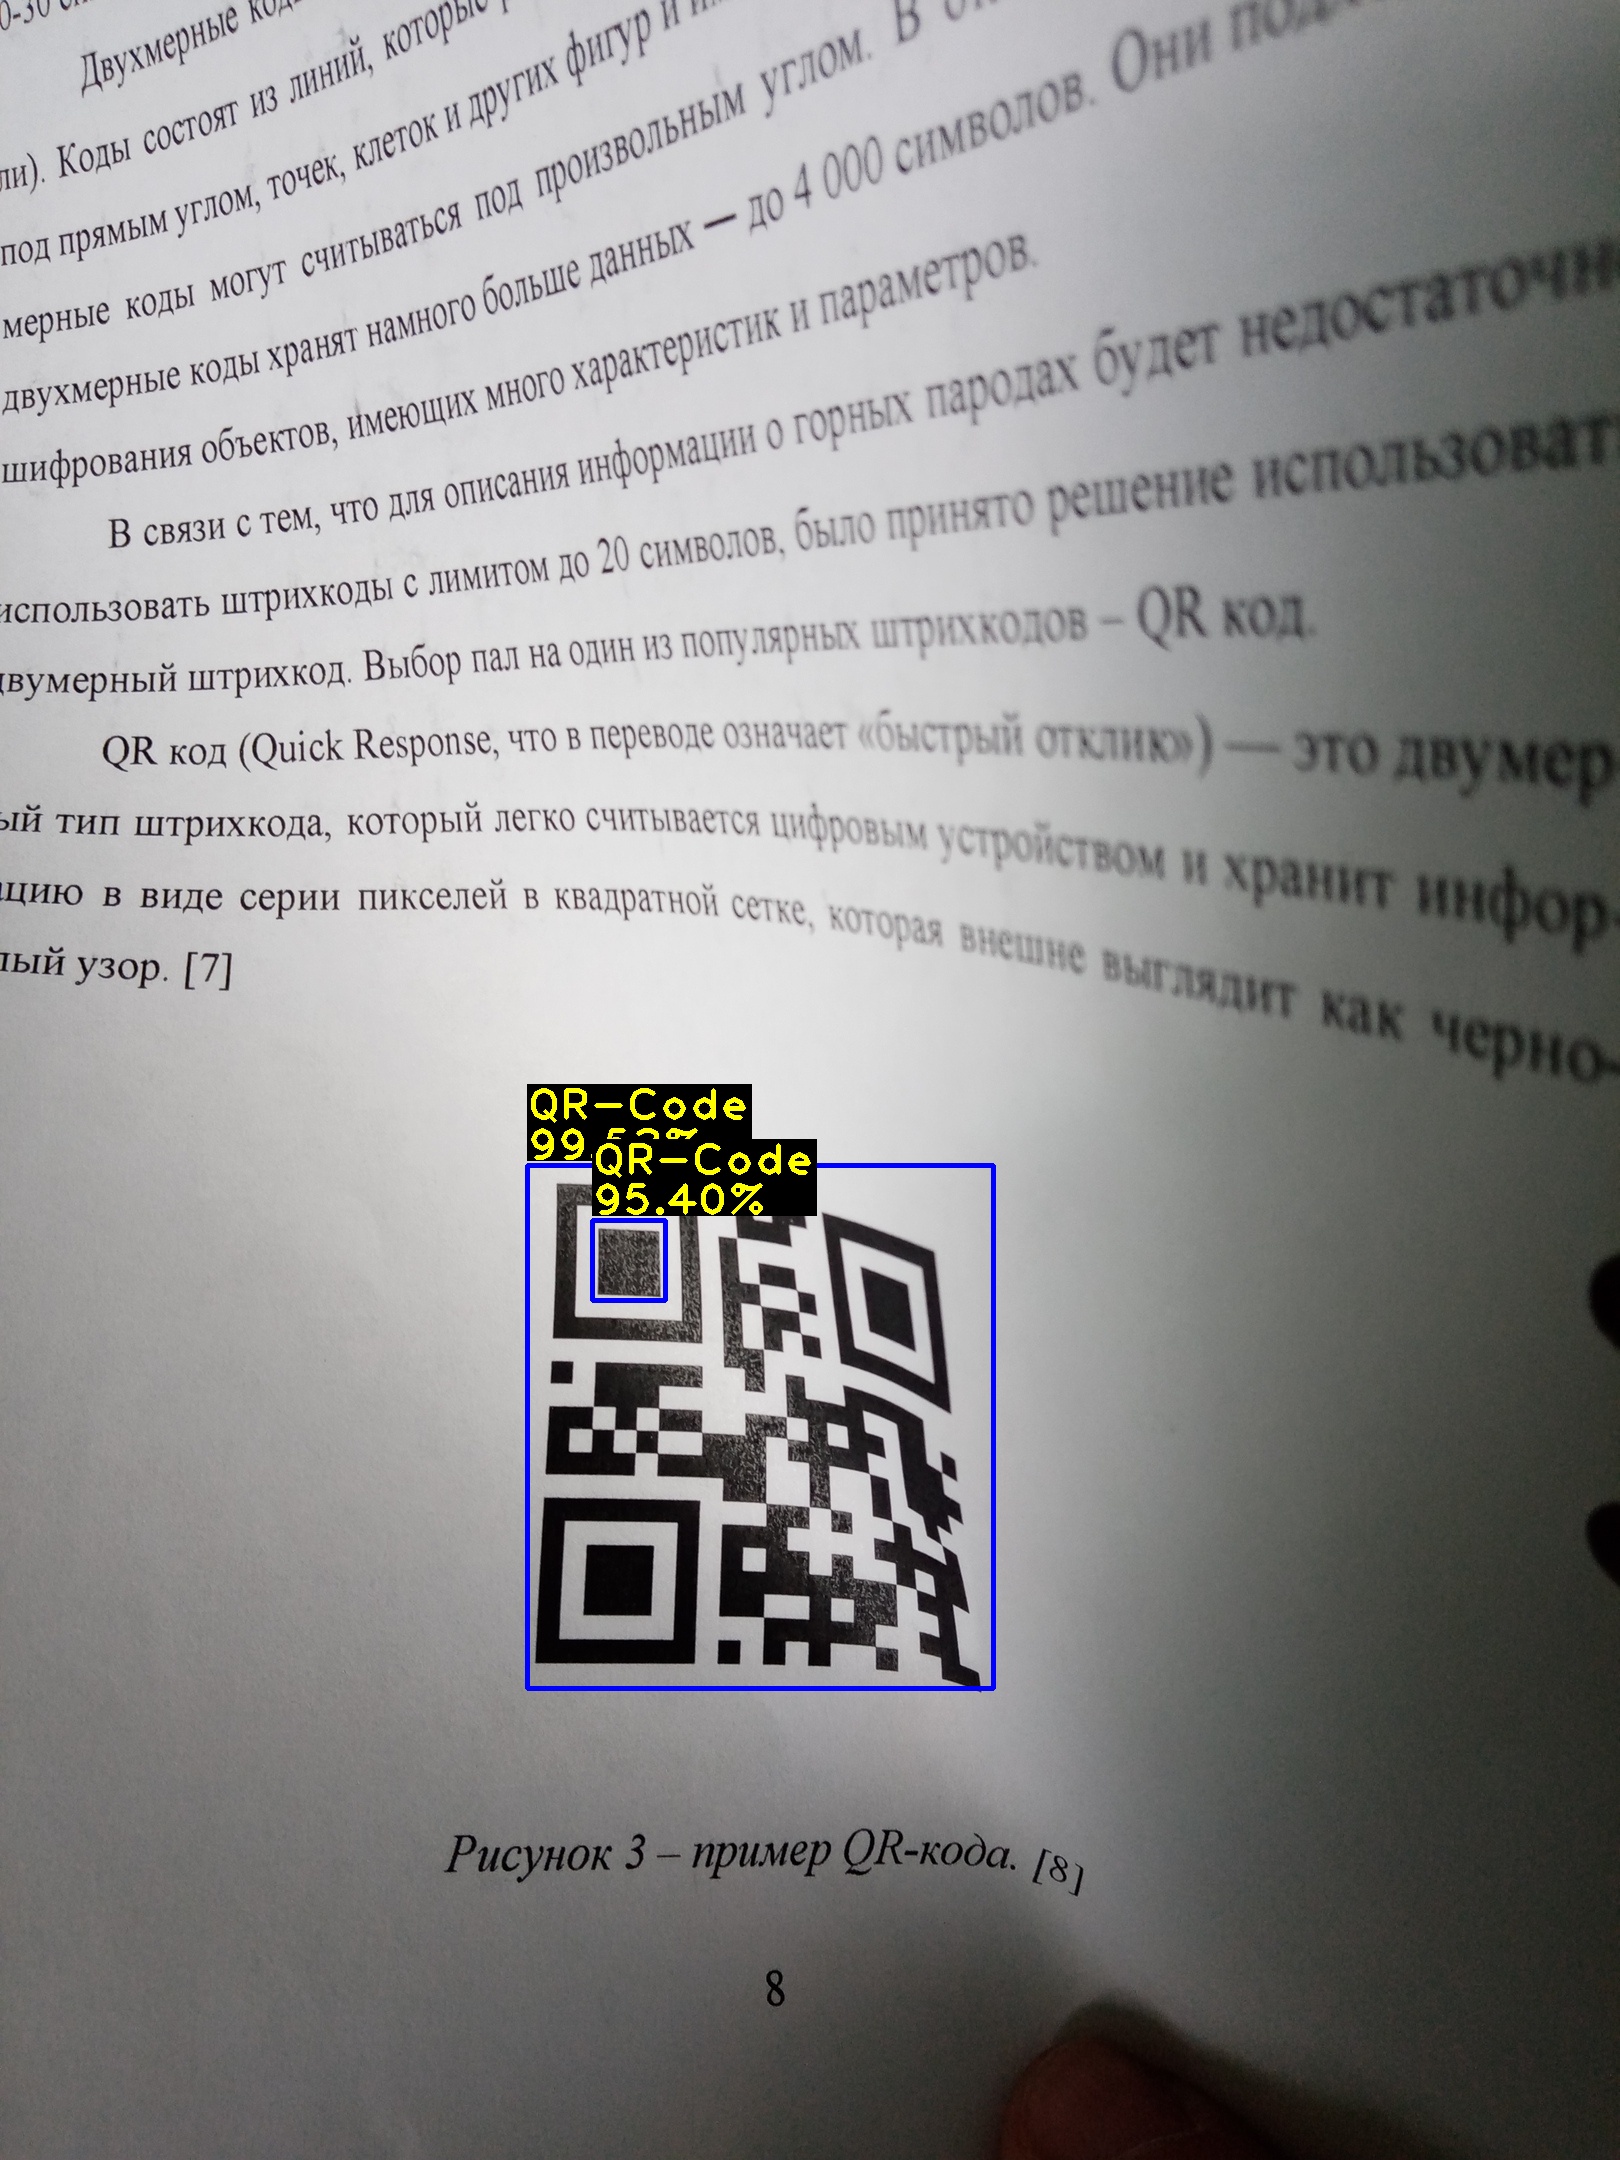 Двухмерные
ли). Коды состоят из линий, которые
под прямым углом, точек, клеток и других фигур и
мерные коды могут считываться под произвольным углом. В
двухмерные коды хранят намного больше данных — до 4 000 символов. Они
шифрования объектов, имеющих много характеристик и параметров.
В связи с тем, что для описания информации о горных пародах будет недостаточн
использовать штрихкоды с лимитом до 20 символов, было принято решение использоват
двумерный штрихкод. Выбор пал на один из популярных штрихкодов – QR код.
QR код (Quick Response, что в переводе означает «быстрый отклик») — это двумер-
ый тип штрихкода, который легко считывается цифровым устройством и хранит инфор-
ацию в виде серии пикселей в квадратной сетке, которая внешне выглядит как черно-
лый узор. [7]
QR-Code
QR-Code
95.40%
Рисунок 3 – пример QR-кода. [8]
8